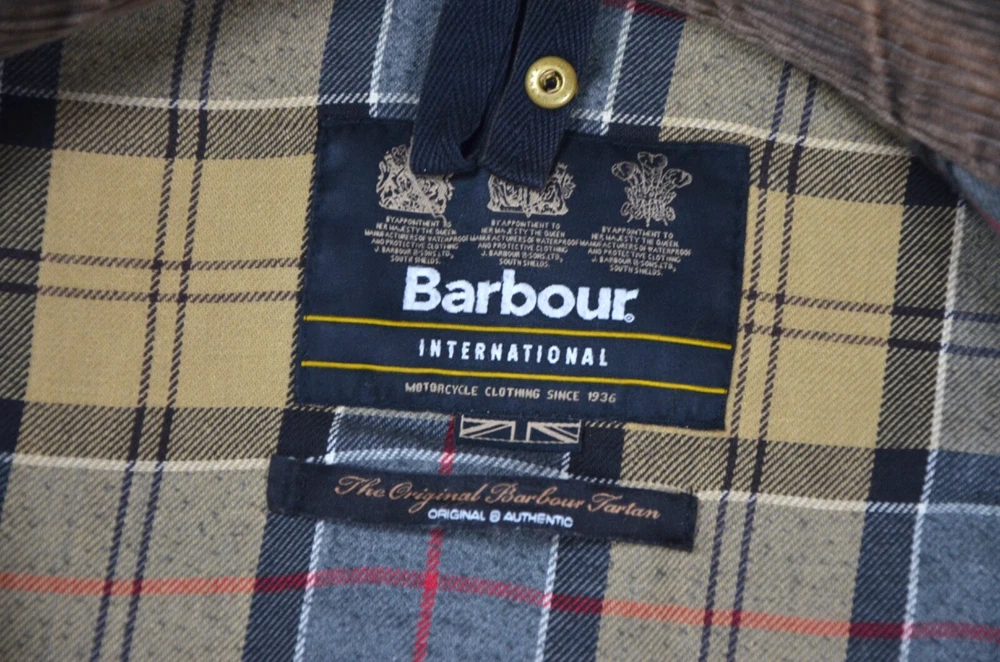 BY APPOINTMENT TO
HER MAJESTY THE QUEEN
MANUFACTURERS OF WATERPROOF
AND PROTECTIVE CLOTHING
J. BARBOUR & SONS LTD,
SOUTH SHIELDS.
BY APPOINTMENT TO
HER MAJESTY THE QUEEN
MANUFACTURERS OF WATERPROOF
AND PROTECTIVE CLOTHING
J. BARBOUR & SONS LTD,
SOUTH SHIELDS.
BY APPOINTMENT TO
HER MAJESTY THE QUEEN
MANUFACTURERS OF WATERPROOF
AND PROTECTIVE CLOTHING
J. BARBOUR & SONS LTD,
SOUTH SHIELDS.
Barbour®
INTERNATIONAL
MOTORCYCLE CLOTHING SINCE 1936
The Original Barbour Tartan
ORIGINAL & AUTHENTIC